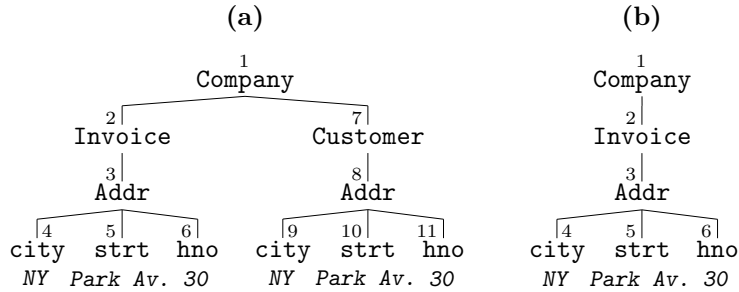 (a) (b)
1 1
Company Company
2 7 2
Invoice Customer Invoice
3 8 3
Addr Addr Addr
4 5 6 9 10 11 4 5 6
city strt hno city strt hno city strt hno
NY Park Av. 30 NY Park Av. 30 NY Park Av. 30